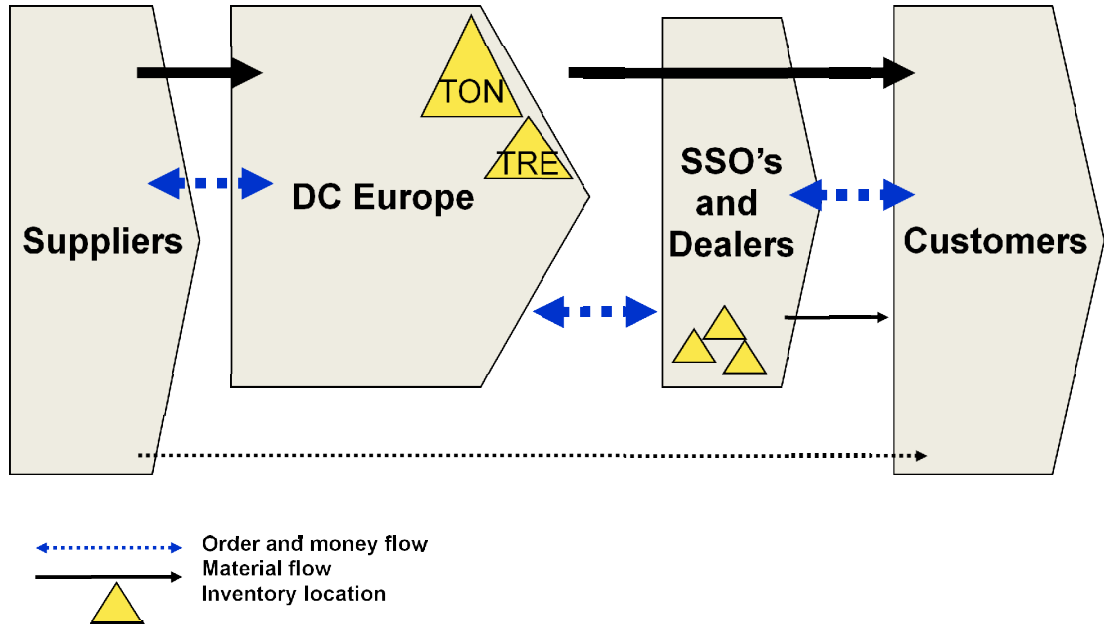 TON
TRE
Suppliers
DC Europe
SSO's
and
Dealers
Customers
Order and money flow
Material flow
Inventory location